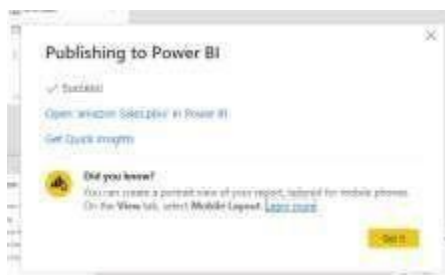 Publishing to Power BI
Success
Open 'amazon Sales.pbix' in Power BI
Get Quick Insights
Did you know?
You can create a portrait view of your report, tailored for mobile phones.
On the View tab, select Mobile Layout. Learn more
Got it